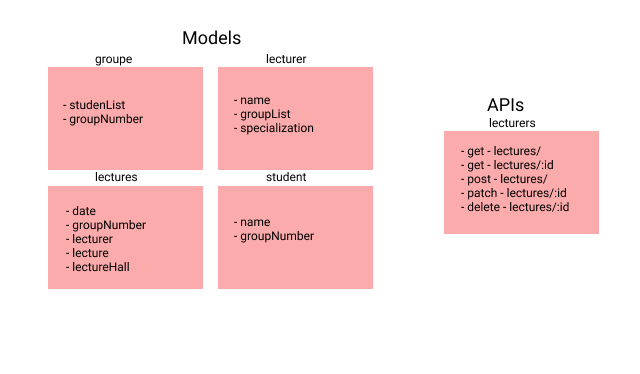 Models
groupe
- studenList
- groupNumber
lecturer
- name
- groupList
- specialization
lectures
- date
- groupNumber
- lecturer
- lecture
- lectureHall
student
- name
- groupNumber
APIs
lecturers
- get - lectures/
- get - lectures/:id
- post - lectures/
- patch - lectures/:id
- delete - lectures/:id